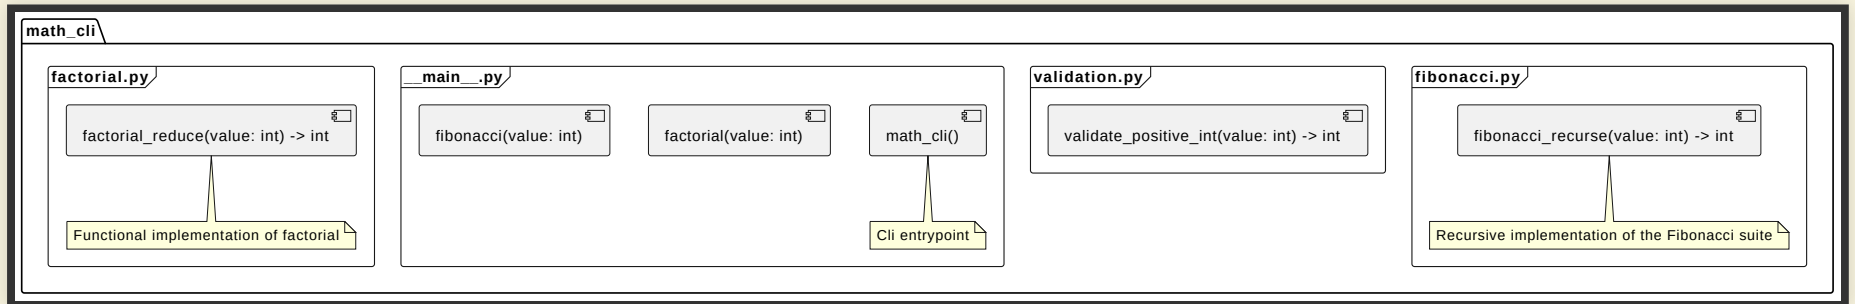 math_cli
factorial.py
factorial_reduce(value: int) -> int
Functional implementation of factorial
__main__.py
fibonacci(value: int)
factorial(value: int)
math_cli()
Cli entrypoint
validation.py
validate_positive_int(value: int) -> int
fibonacci.py
fibonacci_recurse(value: int) -> int
Recursive implementation of the Fibonacci suite